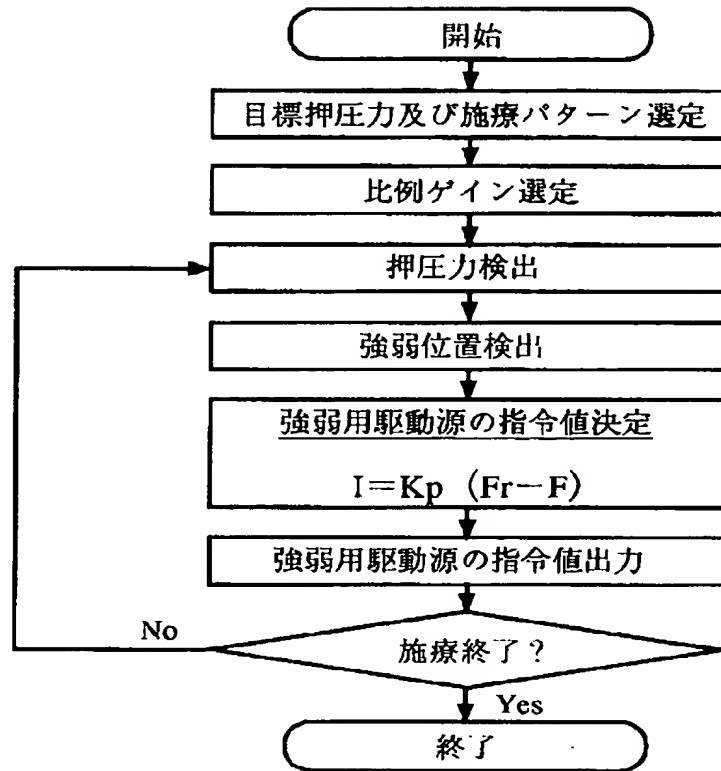 開始
目標押圧力及び施療パターン選定
比例ゲイン選定
押圧力検出
強弱位置検出
強弱用駆動源の指令値決定
I=Kp (Fr-F)
強弱用駆動源の指令値出力
施療終了?
No
Yes
終了